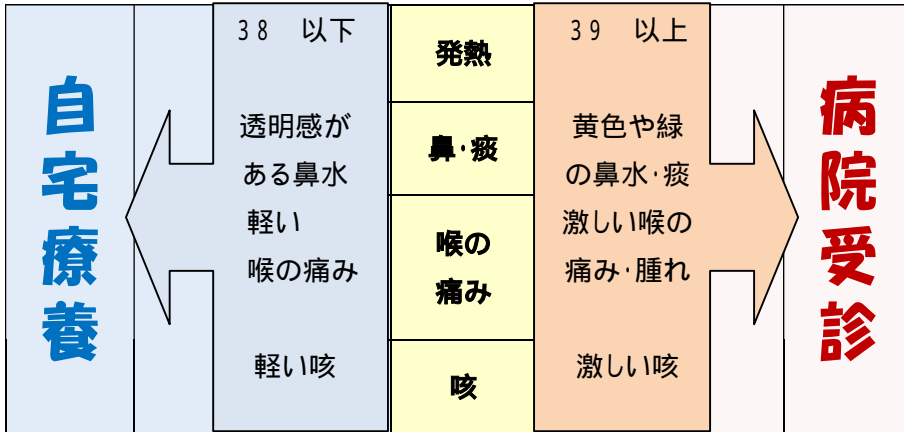 自宅療養
38 以下
透明感が
ある鼻水
軽い
喉の痛み
軽い咳
発熱
鼻・痰
喉の
痛み
咳
39 以上
黄色や緑
の鼻水・痰
激しい喉の
痛み・腫れ
激しい咳
病院受診